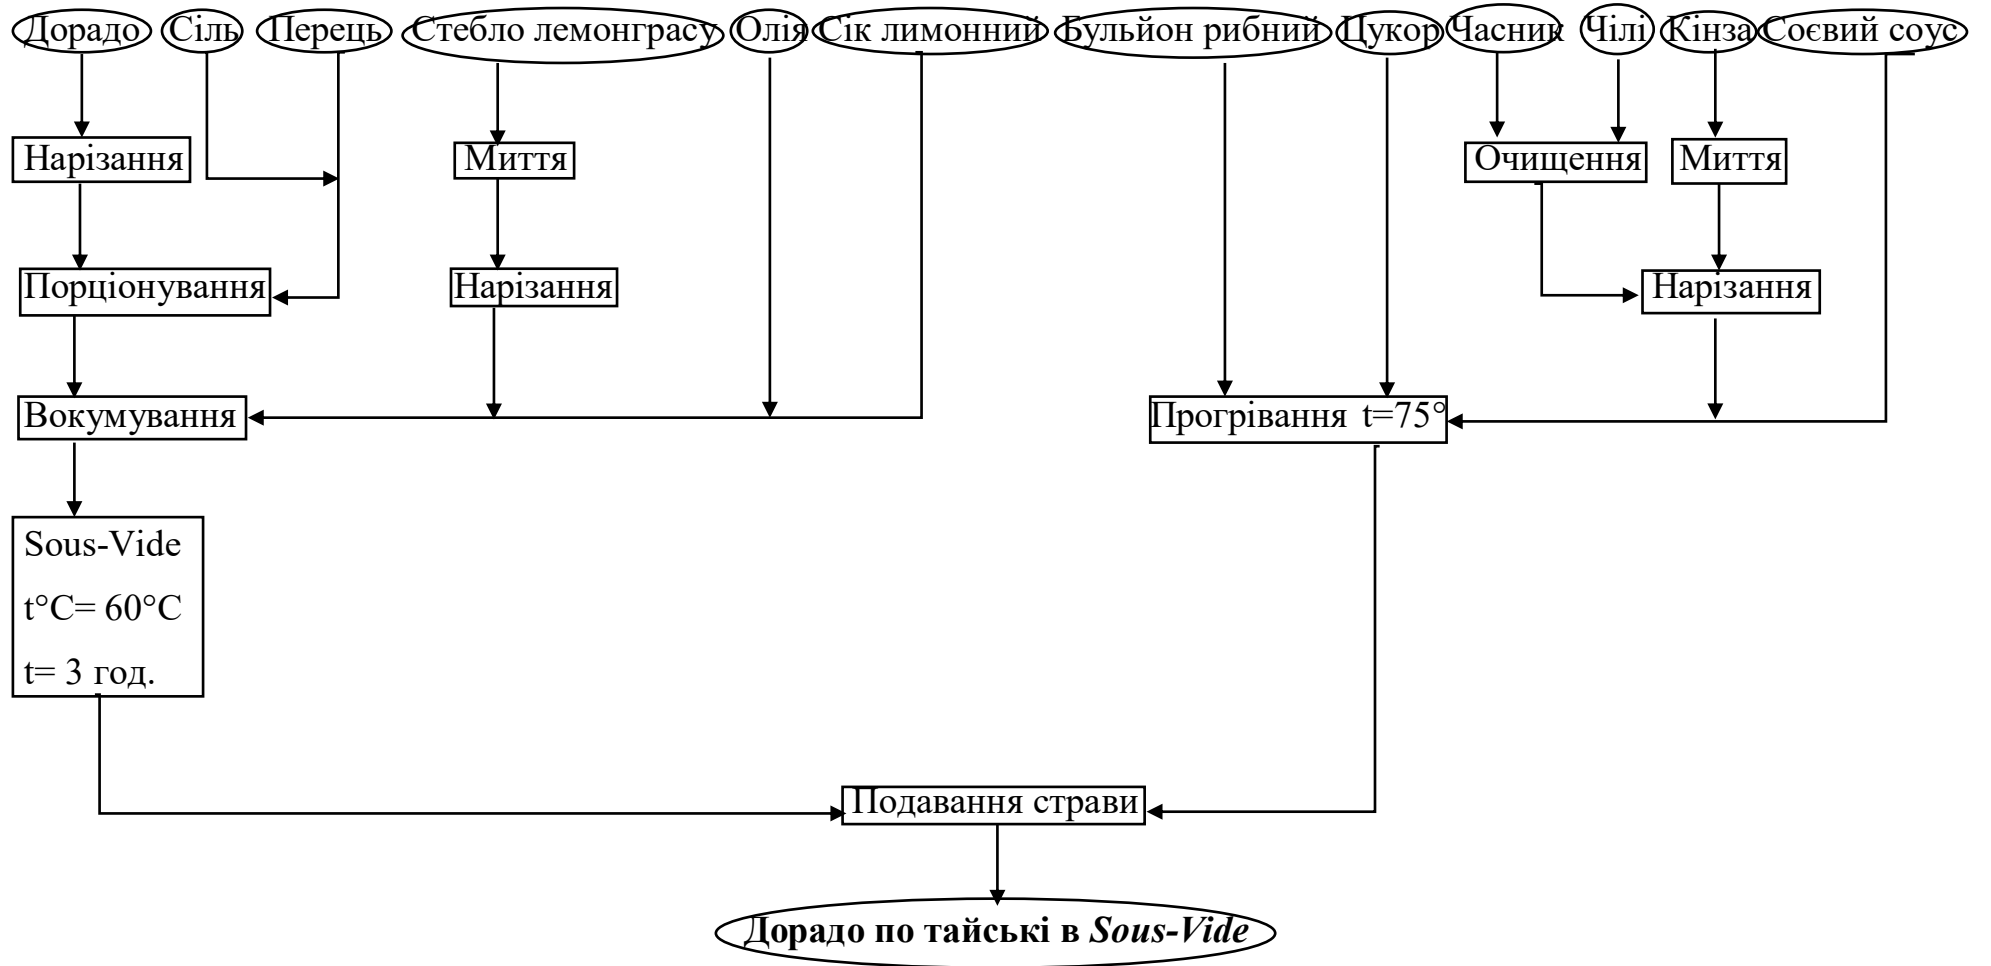 Дорадо Сіль Перець Стебло лемонграсу Олія Сік лимонний Бульйон рибний Цукор Часник Чілі Кінза Соєвий соус
Нарізання Миття Очищення Миття
Порціонування Нарізання Нарізання
Вокумування Прогрівання t=75°
Sous-Vide
t°C= 60°C
t= 3 год.
Подавання страви
Дорадо по тайські в Sous-Vide